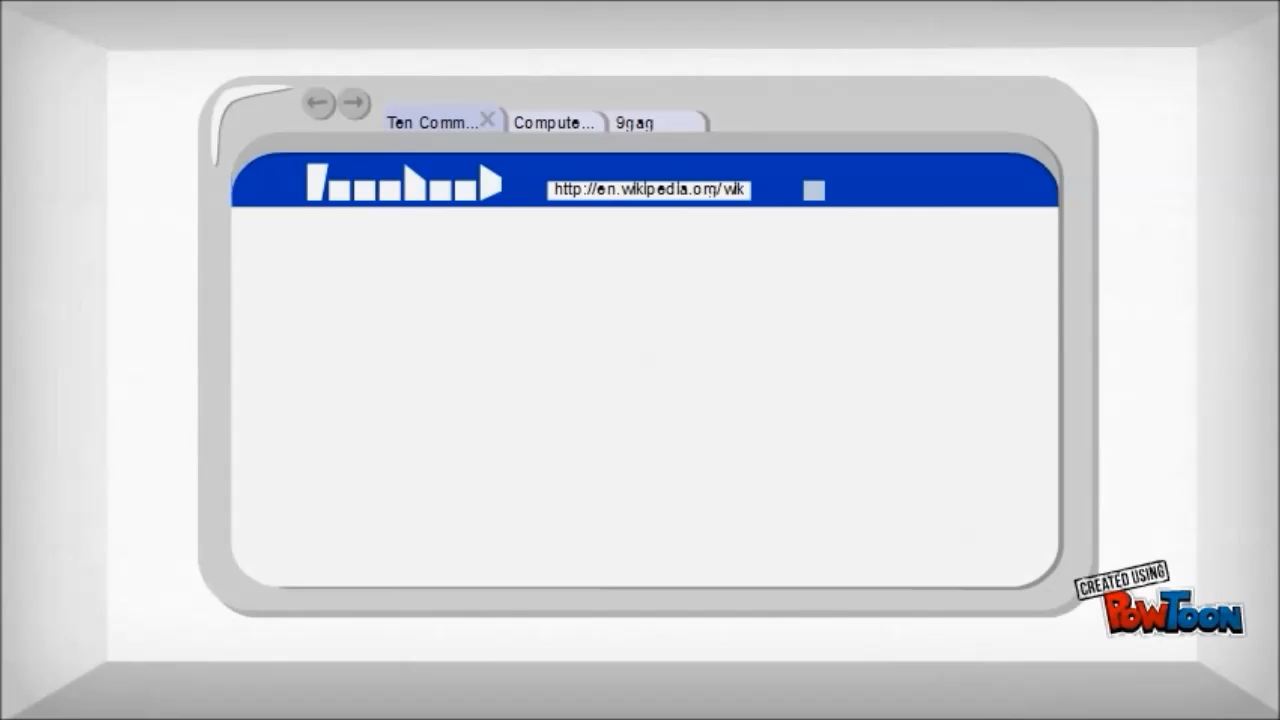 Ten Comm...
Compute...
9gag
http://en.wikipedia.org/wik
CREATED USING
POWTOON